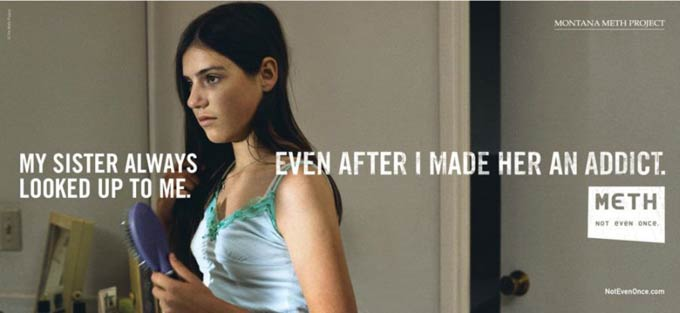 MONTANA METH PROJECT
MY SISTER ALWAYS
LOOKED UP TO ME.
EVEN AFTER I MADE HER AN ADDICT.
METH
NOT EVEN ONCE.
NotEvenOnce.com